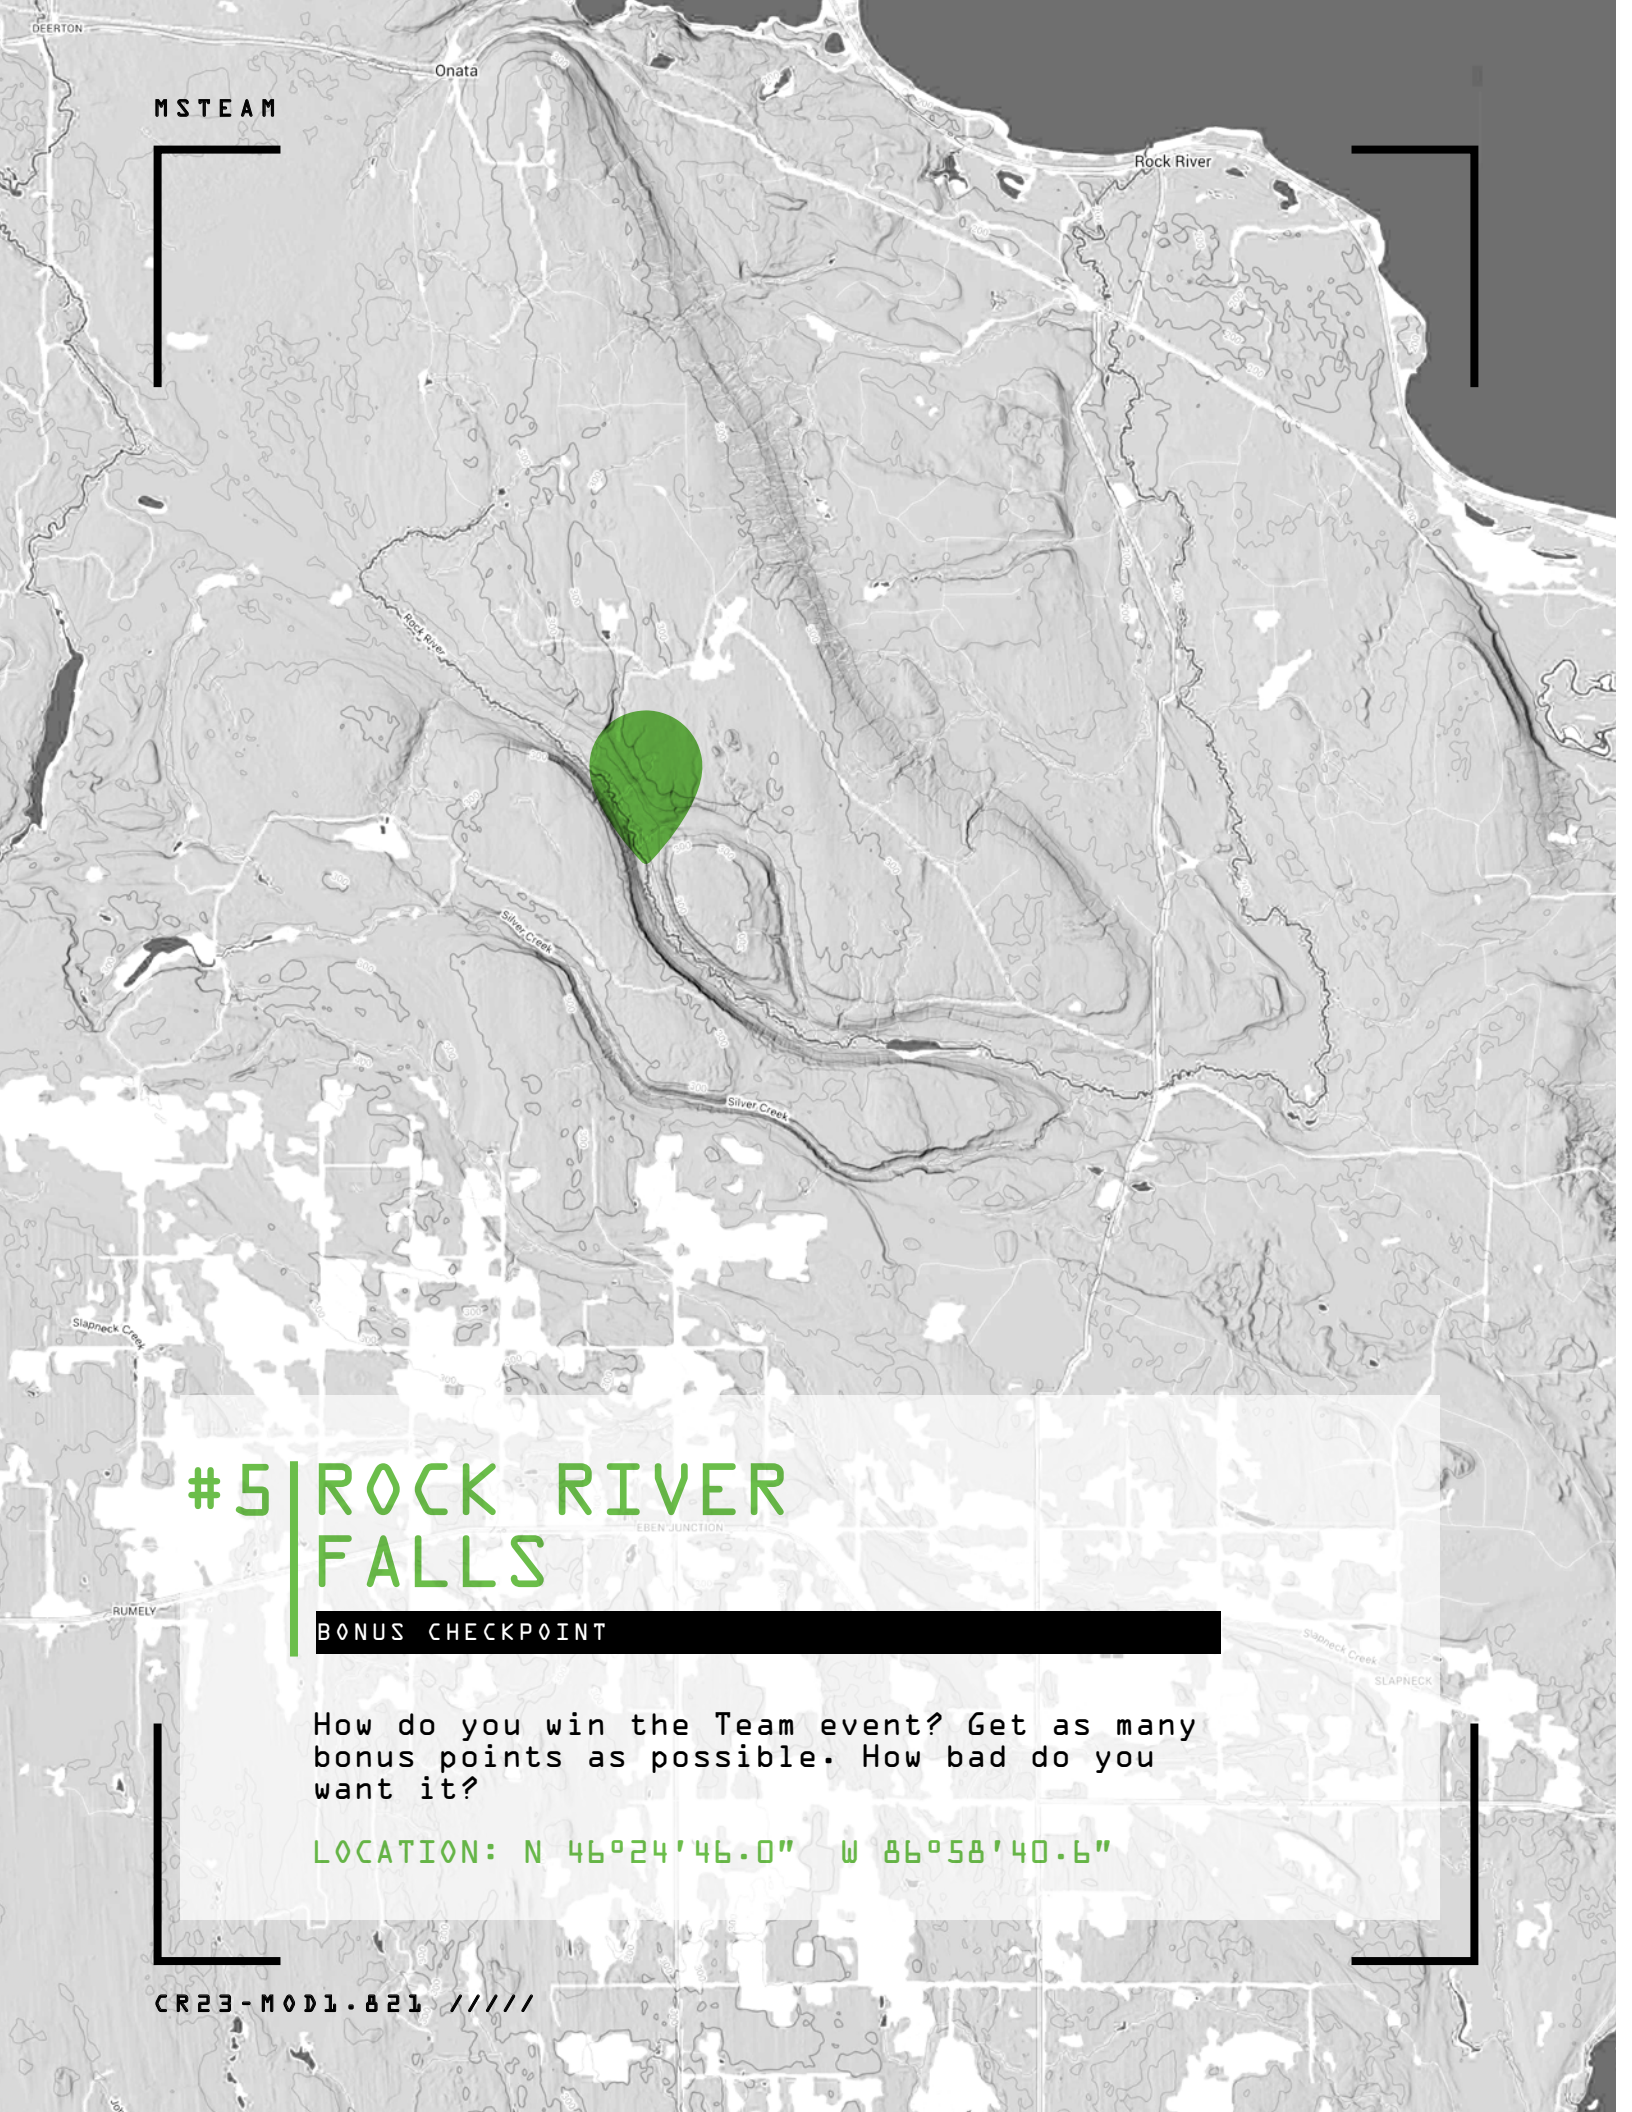 DEERTON
Onata
MSTEAM
Rock River
Rock River
Silver Creek
Silver Creek
Slapneck Creek
#5 ROCK RIVER
FALLS
EBEN JUNCTION
RUMELY
BONUS CHECKPOINT
Slapneck Creek
SLAPNECK
How do you win the Team event? Get as many
bonus points as possible. How bad do you
want it?
LOCATION: N 46°24'46.0" W 86°58'40.6"
CR23-MOD1.821 /////